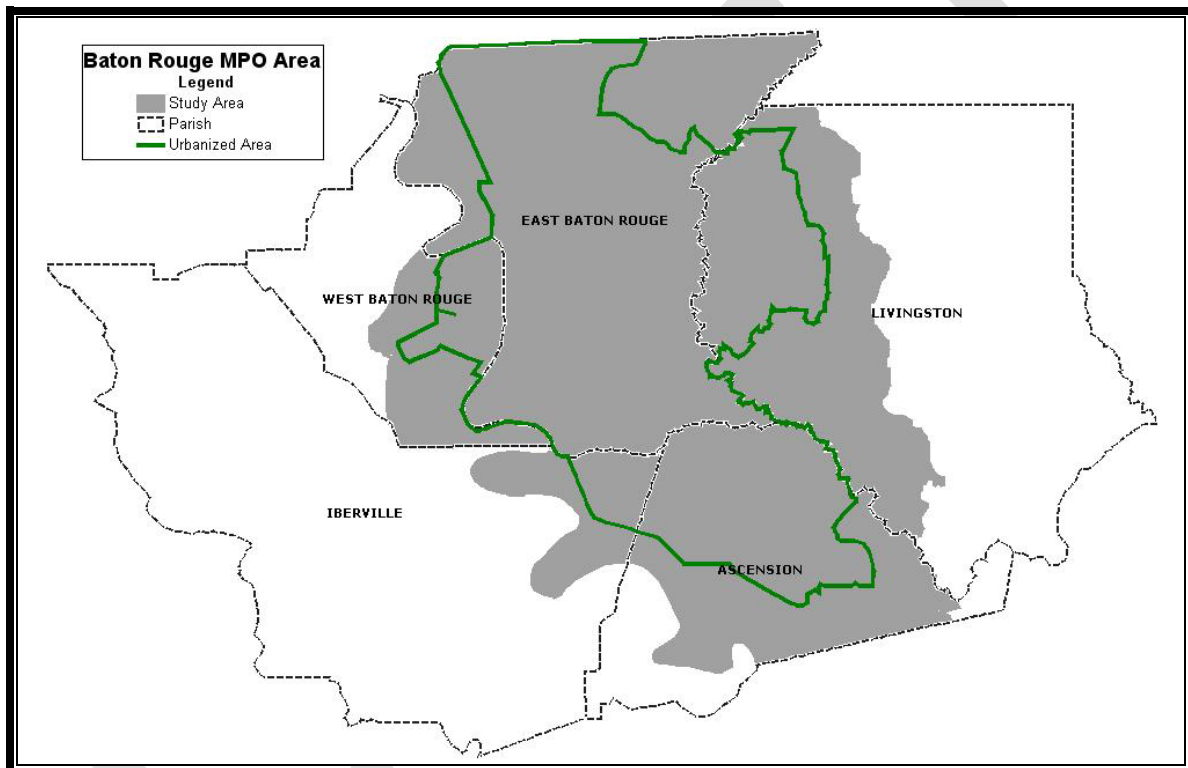 Baton Rouge MPO Area
Legend
Study Area
Parish
Urbanized Area
EAST BATON ROUGE
WEST BATON ROUGE
LIVINGSTON
IBERVILLE
ASCENSION